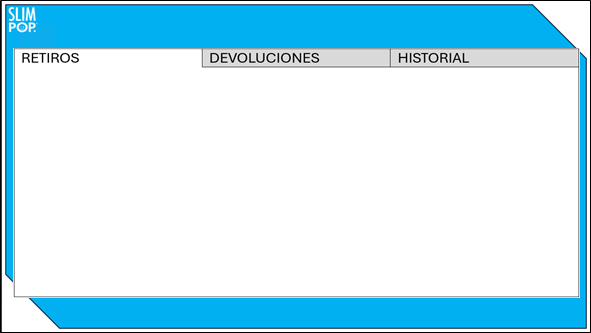 SLIM
POP
RETIROS
DEVOLUCIONES
HISTORIAL